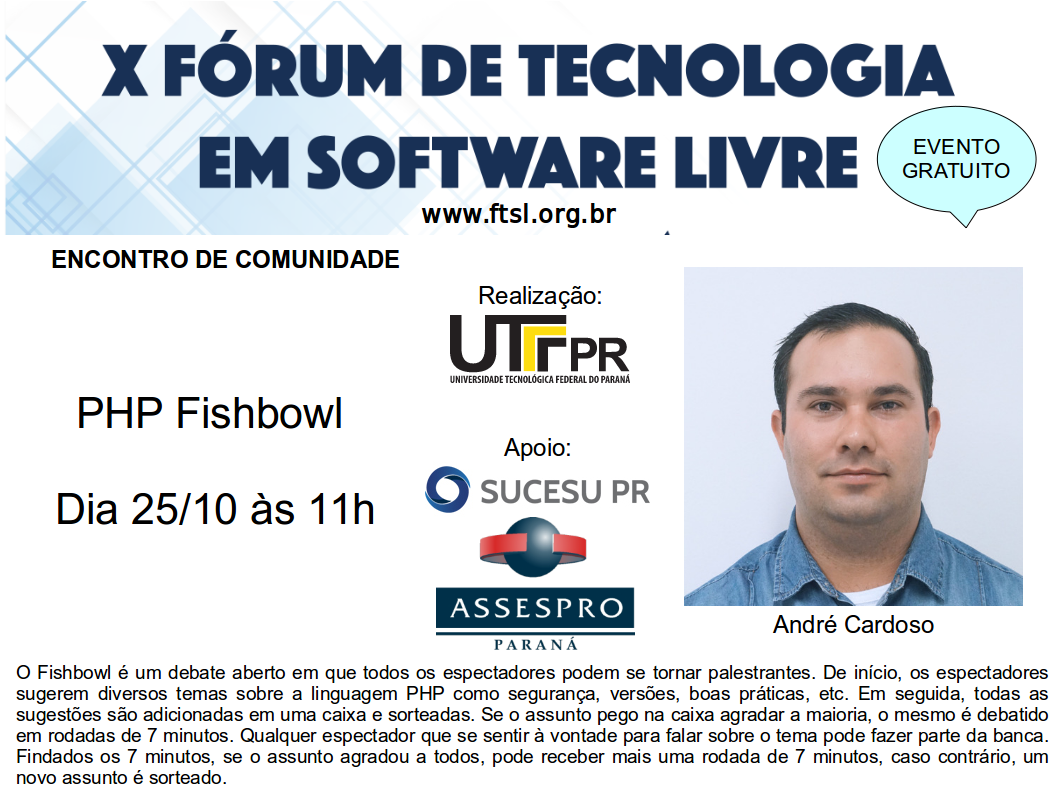 X FÓRUM DE TECNOLOGIA
EM SOFTWARE LIVRE
EVENTO
GRATUITO
www.ftsl.org.br
ENCONTRO DE COMUNIDADE
Realização:
UTFPR
UNIVERSIDADE TECNOLÓGICA FEDERAL DO PARANÁ
PHP Fishbowl
Dia 25/10 às 11h
Apoio:
SUCESU PR
ASSESPRO
PARANÁ
André Cardoso
O Fishbowl é um debate aberto em que todos os espectadores podem se tornar palestrantes. De início, os espectadores
sugerem diversos temas sobre a linguagem PHP como segurança, versões, boas práticas, etc. Em seguida, todas as
sugestões são adicionadas em uma caixa e sorteadas. Se o assunto pego na caixa agradar a maioria, o mesmo é debatido
em rodadas de 7 minutos. Qualquer espectador que se sentir à vontade para falar sobre o tema pode fazer parte da banca.
Findados os 7 minutos, se o assunto agradou a todos, pode receber mais uma rodada de 7 minutos, caso contrário, um
novo assunto é sorteado.